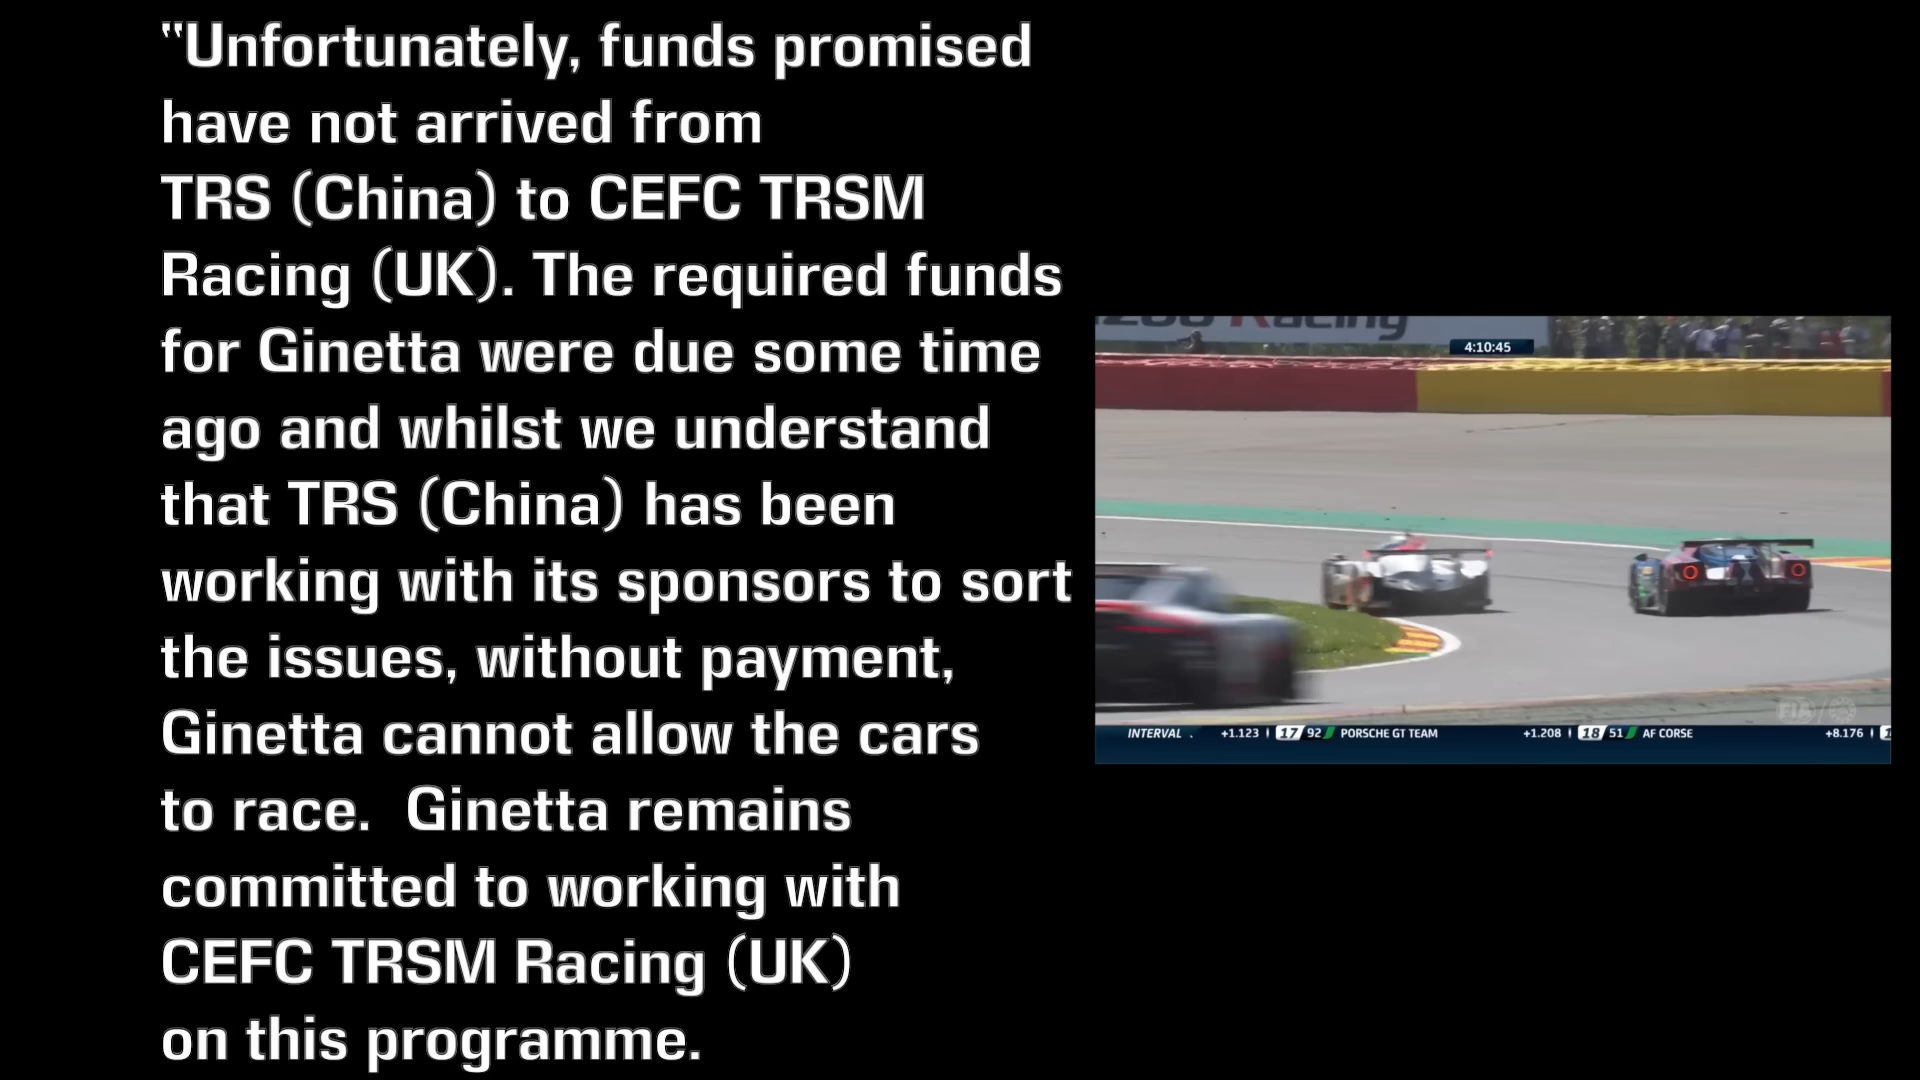 “Unfortunately, funds promised
have not arrived from
TRS (China) to CEFC TRSM
Racing (UK). The required funds
for Ginetta were due some time
ago and whilst we understand
that TRS (China) has been
working with its sponsors to sort
the issues, without payment,
Ginetta cannot allow the cars
to race.  Ginetta remains
committed to working with
CEFC TRSM Racing (UK)
on this programme.
Racing
4:10:45
FIA
INTERVAL . +1.123 17 92 PORSCHE GT TEAM +1.208 18 51 AF CORSE +8.176